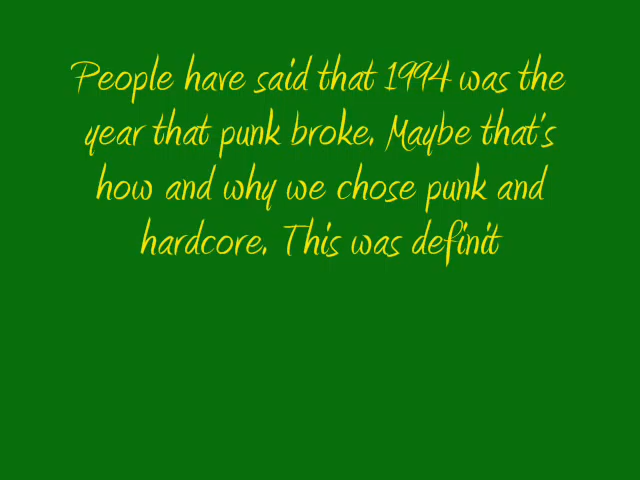 People have said that 1994 was the
year that punk broke. Maybe that's
how and why we chose punk and
hardcore. This was definit